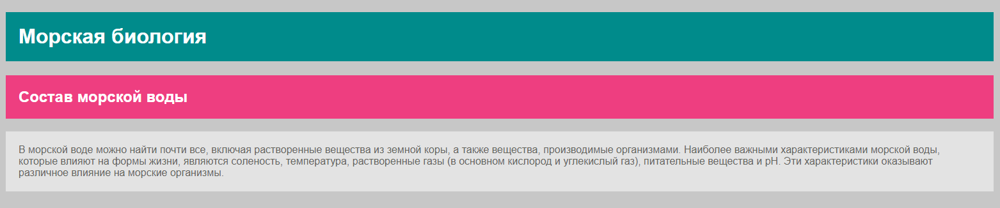 Морская биология
Состав морской воды
В морской воде можно найти почти все, включая растворенные вещества из земной коры, а также вещества, производимые организмами. Наиболее важными характеристиками морской воды,
которые влияют на формы жизни, являются соленость, температура, растворенные газы (в основном кислород и углекислый газ), питательные вещества и pH. Эти характеристики оказывают
различное влияние на морские организмы.